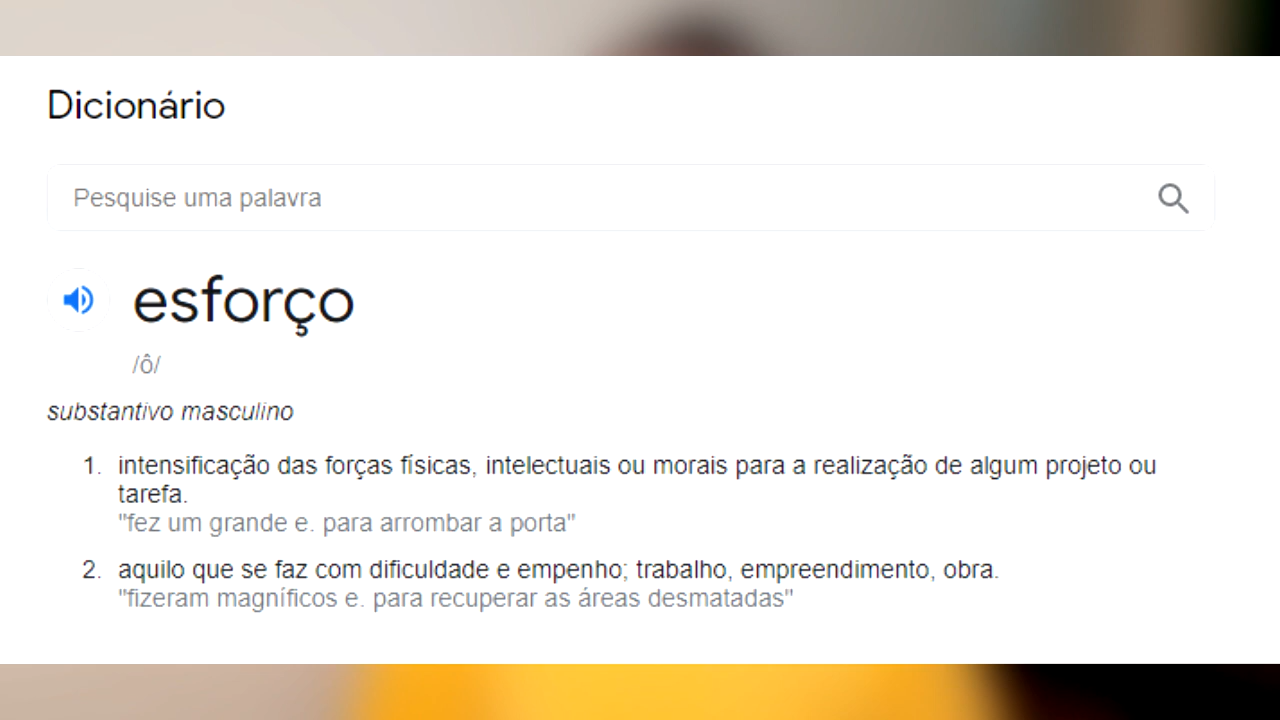 Dicionário
Pesquise uma palavra
esforço
/ô/
substantivo masculino
1. intensificação das forças físicas, intelectuais ou morais para a realização de algum projeto ou
tarefa.
"fez um grande e. para arrombar a porta"
2. aquilo que se faz com dificuldade e empenho; trabalho, empreendimento, obra.
"fizeram magníficos e. para recuperar as áreas desmatadas"